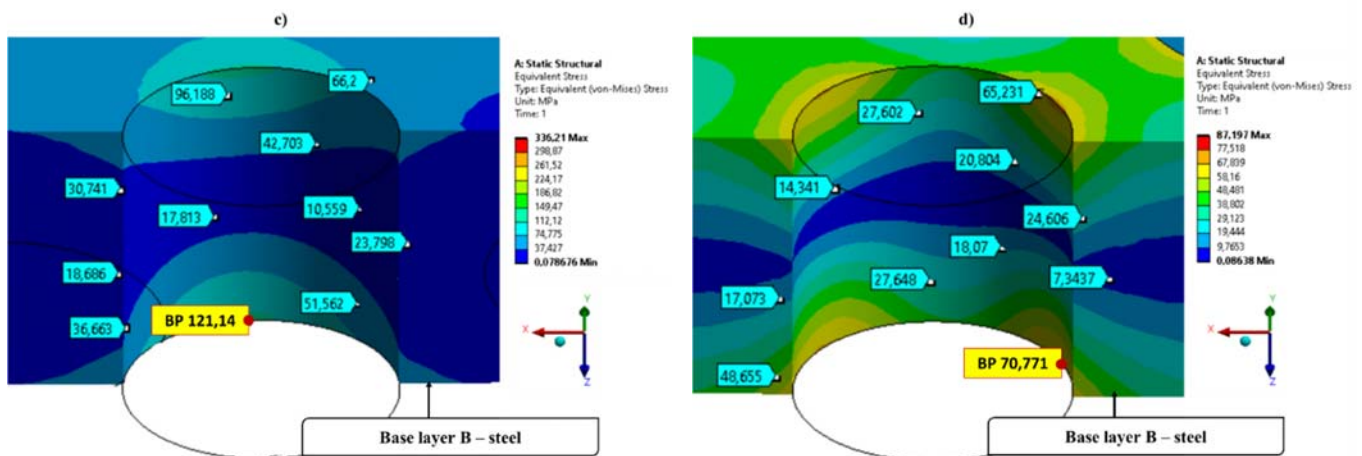 c)
96,188
66,2
42,703
30,741
17,813
10,559
23,798
18,686
51,562
36,663
BP 121,14
Base layer B – steel
A: Static Structural
Equivalent Stress
Type: Equivalent (von-Mises) Stress
Unit: MPa
Time: 1
336,21 Max
298,87
261,52
224,17
186,82
149,47
112,12
74,775
37,427
0,078676 Min
Y
X
Z
d)
65,231
27,602
20,804
14,341
24,606
18,07
27,648
7,3437
17,073
BP 70,771
48,655
Base layer B – steel
A: Static Structural
Equivalent Stress
Type: Equivalent (von-Mises) Stress
Unit: MPa
Time: 1
87,197 Max
77,518
67,839
58,16
48,481
38,802
29,123
19,444
9,7653
0,08638 Min
Y
X
Z